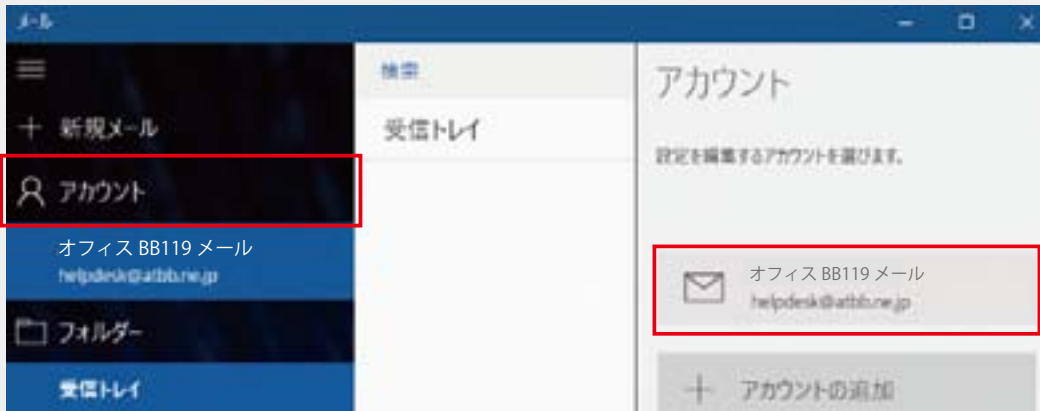 メール
新規メール
アカウント
オフィス BB119 メール
helpdesk@atbb.ne.jp
フォルダー
受信トレイ
検索
受信トレイ
アカウント
設定を編集するアカウントを選びます。
オフィス BB119 メール
helpdesk@atbb.ne.jp
アカウントの追加